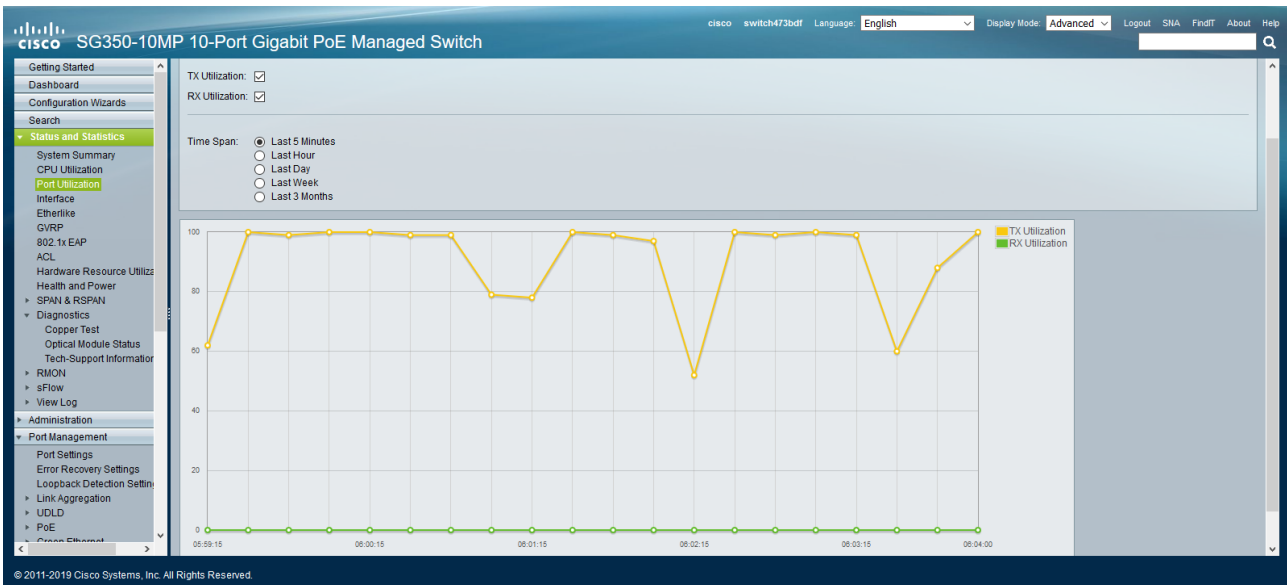 cisco switch473bdf Language: English Display Mode: Advanced Logout SNA FindIT About Help
CISCO SG350-10MP 10-Port Gigabit PoE Managed Switch
Getting Started
Dashboard
Configuration Wizards
Search
Status and Statistics
System Summary
CPU Utilization
Port Utilization
Interface
Etherlike
GVRP
802.1x EAP
ACL
Hardware Resource Utiliza
Health and Power
SPAN & RSPAN
Diagnostics
Copper Test
Optical Module Status
Tech-Support Information
RMON
sFlow
View Log
Administration
Port Management
Port Settings
Error Recovery Settings
Loopback Detection Setting
Link Aggregation
UDLD
PoE
Green Ethernet
TX Utilization:
RX Utilization:
Time Span: Last 5 Minutes
Last Hour
Last Day
Last Week
Last 3 Months
TX Utilization
RX Utilization
100
80
60
40
20
0
05:59:15 06:00:15 06:01:15 06:02:15 06:03:15 06:04:00
© 2011-2019 Cisco Systems, Inc. All Rights Reserved.